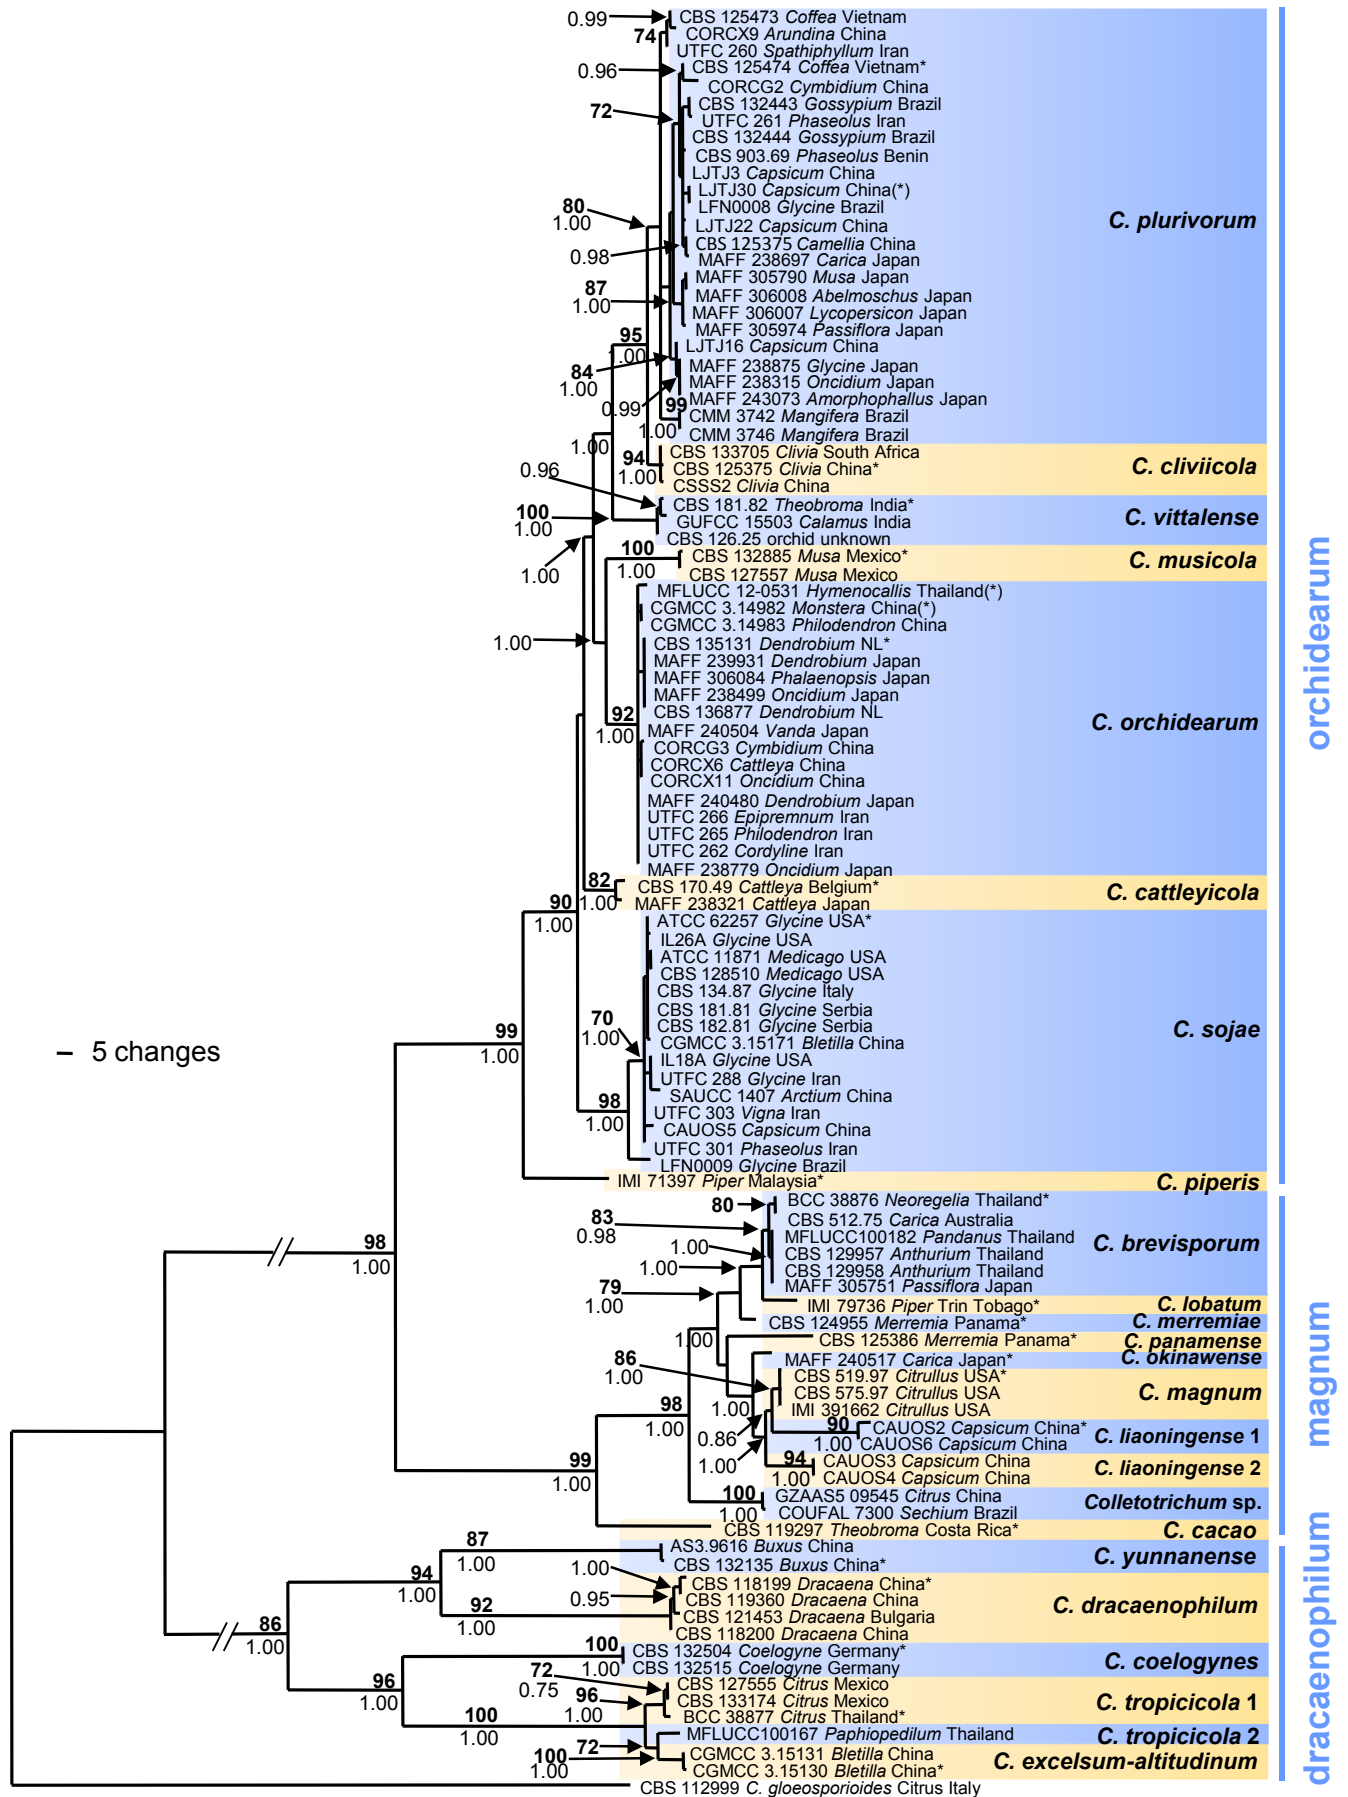 0.99
CBS 125473 Coffea Vietnam
74
CORCX9 Arundina China
UTFC 260 Spathiphyllum Iran
0.96
CBS 125474 Coffea Vietnam*
CORCG2 Cymbidium China
72
CBS 132443 Gossypium Brazil
UTFC 261 Phaseolus Iran
CBS 132444 Gossypium Brazil
CBS 903.69 Phaseolus Benin
LJTJ3 Capsicum China
LJTJ30 Capsicum China(*)
80
1.00
LFN0008 Glycine Brazil
C. plurivorum
LJTJ22 Capsicum China
0.98
CBS 125375 Camellia China
MAFF 238697 Carica Japan
MAFF 305790 Musa Japan
87
1.00
MAFF 306008 Abelmoschus Japan
MAFF 306007 Lycopersicon Japan
MAFF 305974 Passiflora Japan
95
1.00
LJTJ16 Capsicum China
84
1.00
MAFF 238875 Glycine Japan
MAFF 238315 Oncidium Japan
0.99
MAFF 243073 Amorphophallus Japan
99
1.00
CMM 3742 Mangifera Brazil
CMM 3746 Mangifera Brazil
1.00
CBS 133705 Clivia South Africa
94
1.00
CBS 125375 Clivia China*
C. cliviicola
CSSS2 Clivia China
0.96
CBS 181.82 Theobroma India*
100
1.00
GUFCC 15503 Calamus India
C. vittalense
CBS 126.25 orchid unknown
100
1.00
CBS 132885 Musa Mexico*
C. musicola
CBS 127557 Musa Mexico
1.00
MFLUCC 12-0531 Hymenocallis Thailand(*)
CGMCC 3.14982 Monstera China(*)
CGMCC 3.14983 Philodendron China
1.00
CBS 135131 Dendrobium NL*
MAFF 239931 Dendrobium Japan
MAFF 306084 Phalaenopsis Japan
MAFF 238499 Oncidium Japan
92
1.00
CBS 136877 Dendrobium NL
C. orchidearum
MAFF 240504 Vanda Japan
CORCG3 Cymbidium China
CORCX6 Cattleya China
CORCX11 Oncidium China
MAFF 240480 Dendrobium Japan
UTFC 266 Epipremnum Iran
UTFC 265 Philodendron Iran
UTFC 262 Cordyline Iran
MAFF 238779 Oncidium Japan
82
1.00
CBS 170.49 Cattleya Belgium*
C. cattleyicola
MAFF 238321 Cattleya Japan
90
1.00
ATCC 62257 Glycine USA*
IL26A Glycine USA
ATCC 11871 Medicago USA
CBS 128510 Medicago USA
CBS 134.87 Glycine Italy
CBS 181.81 Glycine Serbia
70
1.00
CBS 182.81 Glycine Serbia
C. sojae
CGMCC 3.15171 Bletilla China
99
1.00
5 changes
IL18A Glycine USA
UTFC 288 Glycine Iran
SAUCC 1407 Arctium China
98
1.00
UTFC 303 Vigna Iran
CAUOS5 Capsicum China
UTFC 301 Phaseolus Iran
LFN0009 Glycine Brazil
IMI 71397 Piper Malaysia*
C. piperis
orchidearum
80
BCC 38876 Neoregelia Thailand*
83
0.98
CBS 512.75 Carica Australia
MFLUCC100182 Pandanus Thailand
C. brevisporum
98
1.00
1.00
CBS 129957 Anthurium Thailand
1.00
CBS 129958 Anthurium Thailand
MAFF 305751 Passiflora Japan
79
1.00
IMI 79736 Piper Trin Tobago*
C. lobatum
CBS 124955 Merremia Panama*
C. merremiae
1.00
CBS 125386 Merremia Panama*
C. panamense
86
1.00
MAFF 240517 Carica Japan*
C. okinawense
CBS 519.97 Citrullus USA*
CBS 575.97 Citrullus USA
C. magnum
1.00
IMI 391662 Citrullus USA
98
1.00
90
1.00
CAUOS2 Capsicum China*
C. liaoningense 1
0.86
CAUOS6 Capsicum China
1.00
94
1.00
CAUOS3 Capsicum China
C. liaoningense 2
CAUOS4 Capsicum China
99
1.00
100
1.00
GZAAS5 09545 Citrus China
Colletotrichum sp.
COUFAL 7300 Sechium Brazil
CBS 119297 Theobroma Costa Rica*
C. cacao
magnum
87
1.00
AS3.9616 Buxus China
C. yunnanense
CBS 132135 Buxus China*
94
1.00
1.00
CBS 118199 Dracaena China*
0.95
CBS 119360 Dracaena China
C. dracaenophilum
92
1.00
CBS 121453 Dracaena Bulgaria
CBS 118200 Dracaena China
86
1.00
100
1.00
CBS 132504 Coelogyne Germany*
C. coelogynes
CBS 132515 Coelogyne Germany
96
1.00
72
0.75
CBS 127555 Citrus Mexico
96
1.00
CBS 133174 Citrus Mexico
C. tropicicola 1
BCC 38877 Citrus Thailand*
100
1.00
MFLUCC100167 Paphiopedilum Thailand
C. tropicicola 2
72
100
1.00
CGMCC 3.15131 Bletilla China
C. excelsum-altitudinum
CGMCC 3.15130 Bletilla China*
CBS 112999 C. gloeosporioides Citrus Italy
dracaenophilum